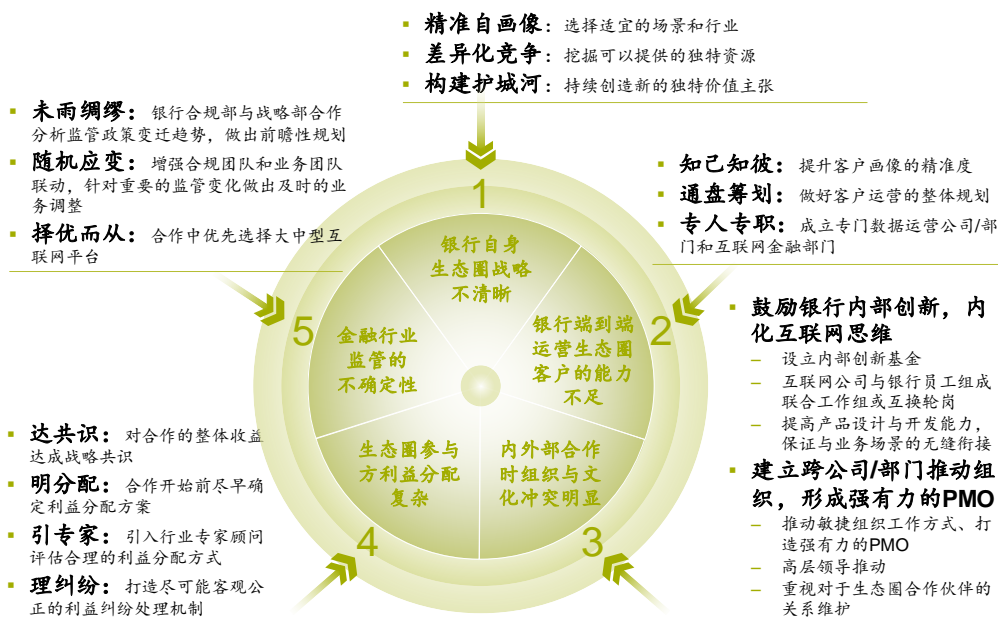 精准自画像：选择适宜的场景和行业
差异化竞争：挖掘可以提供的独特资源
构建护城河：持续创造新的独特价值主张
未雨绸缪：银行合规部与战略部合作
分析监管政策变迁趋势，做出前瞻性规划
随机应变：增强合规团队和业务团队
联动，针对重要的监管变化做出及时的业
务调整
择优而从：合作中优先选择大中型互
联网平台
知己知彼：提升客户画像的精准度
通盘筹划：做好客户运营的整体规划
专人专职：成立专门数据运营公司/部
门和互联网金融部门
1
银行自身
生态圈战略
不清晰
2
银行端到端
运营生态圈
客户的能力
不足
3
内外部合作
时组织与文
化冲突明显
4
生态圈参与
方利益分配
复杂
5
金融行业
监管的
不确定性
鼓励银行内部创新，内
化互联网思维
– 设立内部创新基金
– 互联网公司与银行员工组成
联合工作组或互换轮岗
– 提高产品设计与开发能力，
保证与业务场景的无缝衔接
建立跨公司/部门推动组
织，形成强有力的PMO
– 推动敏捷组织工作方式、打
造强有力的PMO
– 高层领导推动
– 重视对于生态圈合作伙伴的
关系维护
达共识：对合作的整体收益
达成战略共识
明分配：合作开始前尽早确
定利益分配方案
引专家：引入行业专家顾问
评估合理的利益分配方式
理纠纷：打造尽可能客观公
正的利益纠纷处理机制